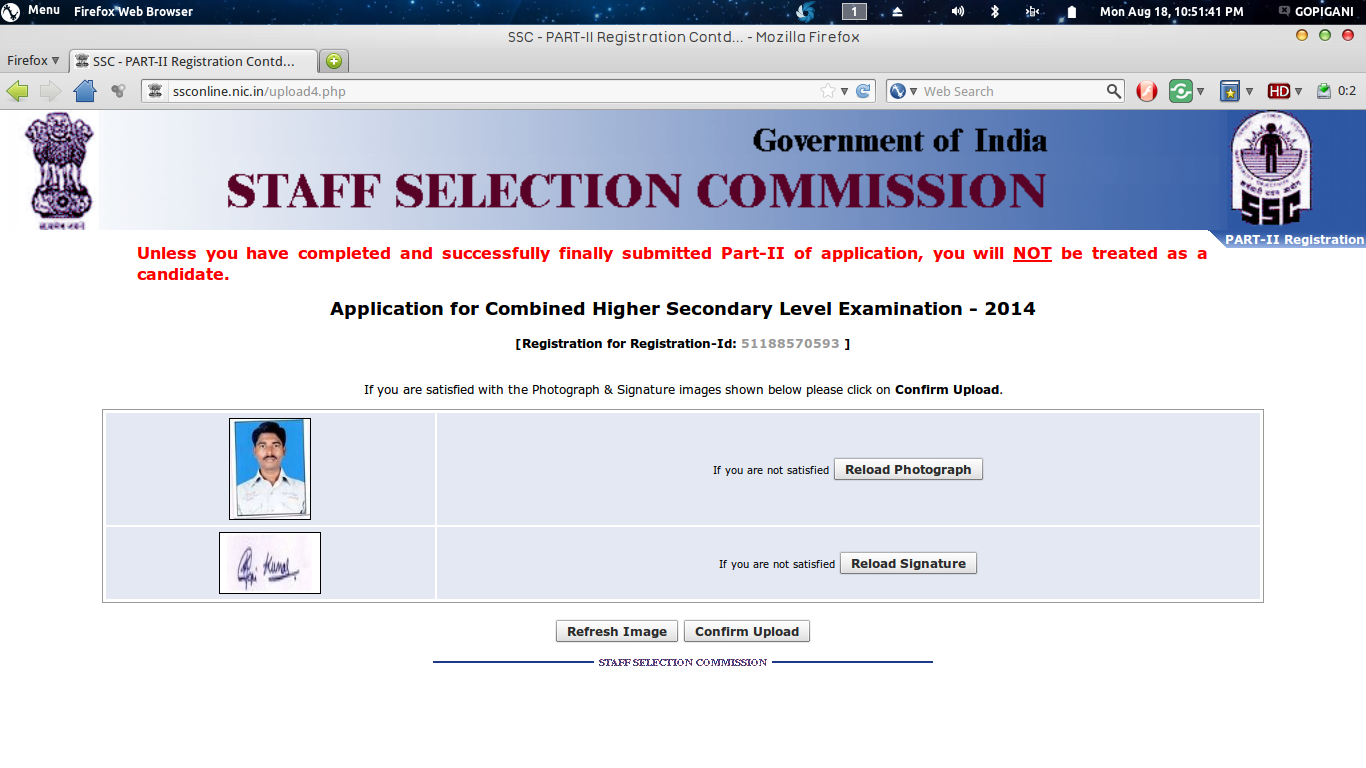 Menu Firefox Web Browser 1 Mon Aug 18, 10:51:41 PM GOPIGANI
SSC - PART-II Registration Contd... - Mozilla Firefox
Firefox SSC - PART-II Registration Contd...
ssconline.nic.in/upload4.php Web Search HD 0:2
Government of India
STAFF SELECTION COMMISSION
SSC
PART-II Registration
Unless you have completed and successfully finally submitted Part-II of application, you will NOT be treated as a
candidate.
Application for Combined Higher Secondary Level Examination - 2014
[Registration for Registration-Id: 51188570593 ]
If you are satisfied with the Photograph & Signature images shown below please click on Confirm Upload.
If you are not satisfied Reload Photograph
If you are not satisfied Reload Signature
Refresh Image Confirm Upload
STAFF SELECTION COMMISSION